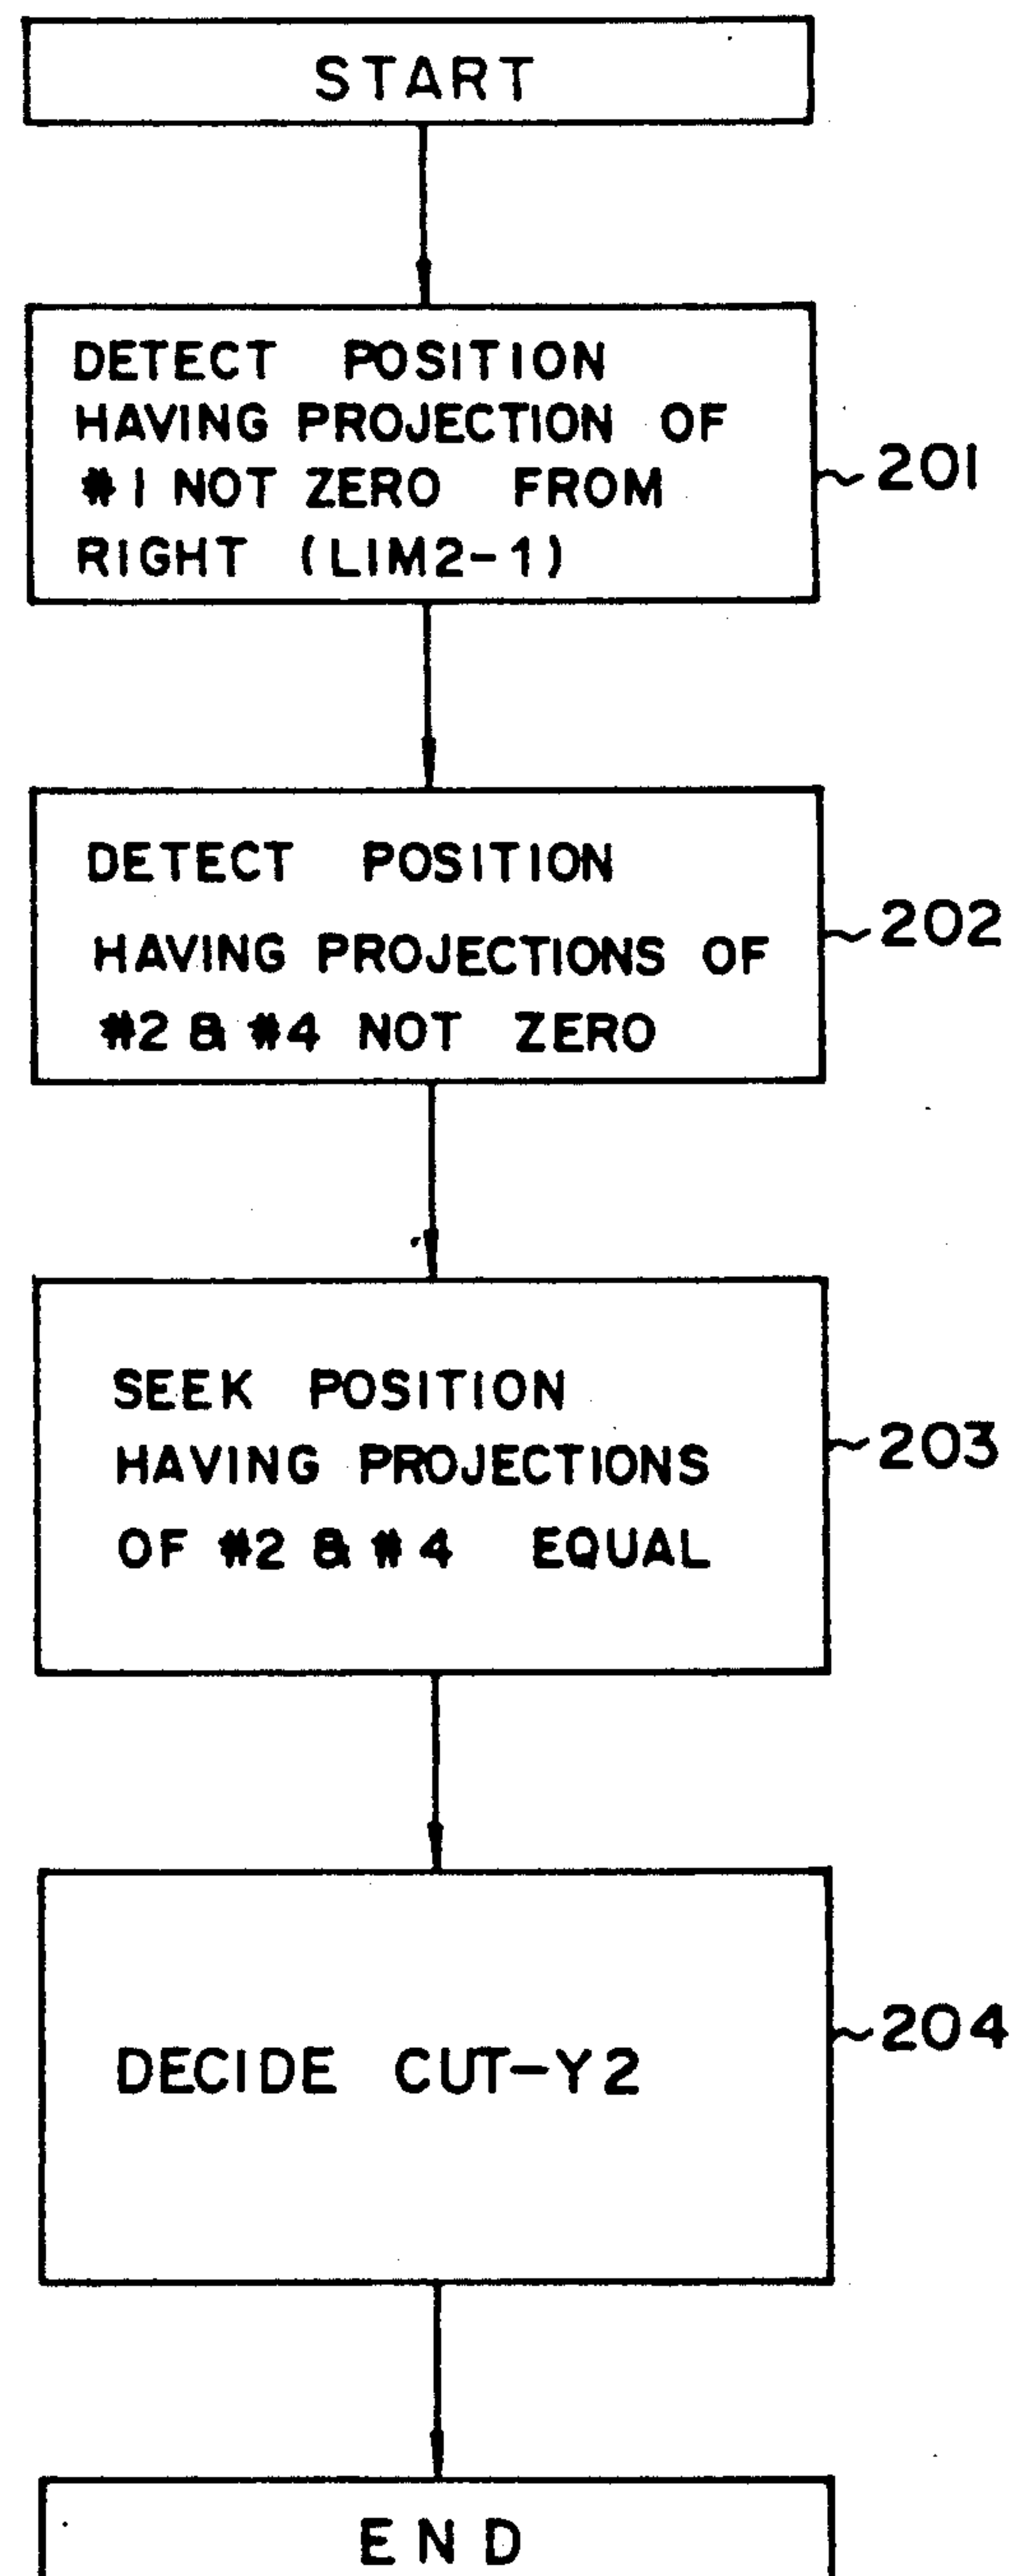 START
DETECT POSITION
HAVING PROJECTION OF
#1 NOT ZERO FROM
RIGHT (LIM2-1)
201
DETECT POSITION
HAVING PROJECTIONS OF
#2 & #4 NOT ZERO
202
SEEK POSITION
HAVING PROJECTIONS
OF #2 & #4 EQUAL
203
DECIDE CUT-Y2
204
END